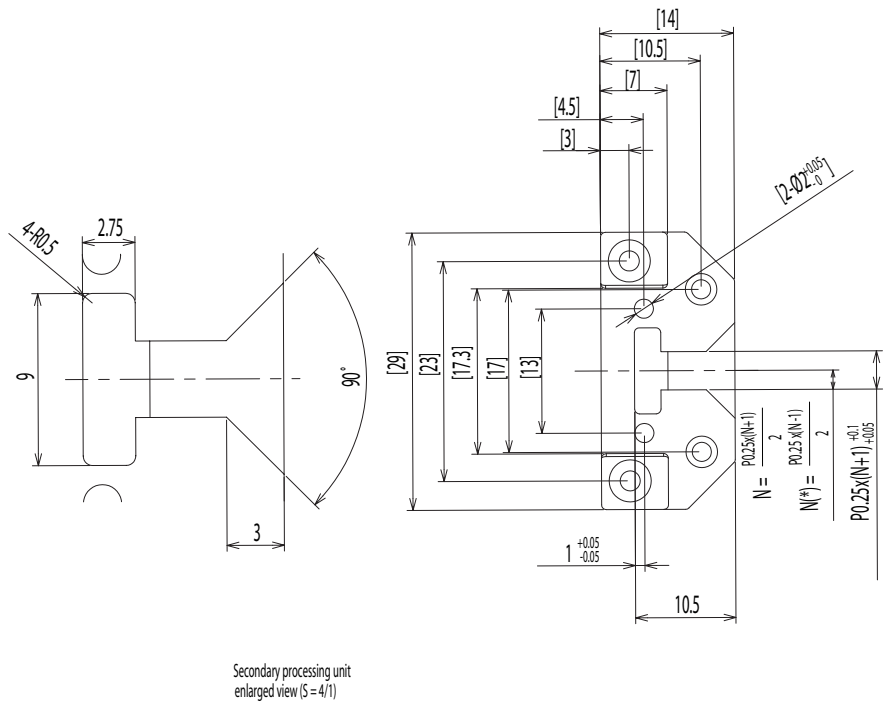 [14]
[10.5]
[7]
[4.5]
[3]
[2-Ø2+0.05 -0]
4-R0.5
2.75
9
90°
3
[29]
[23]
[17.3]
[17]
[13]
N = P0.25x(N+1) / 2
N(*) = P0.25 x(N-1) / 2
P0.25x(N+1) +0.1 +0.05
1 +0.05 -0.05
10.5
Secondary processing unit
enlarged view (S = 4/1)